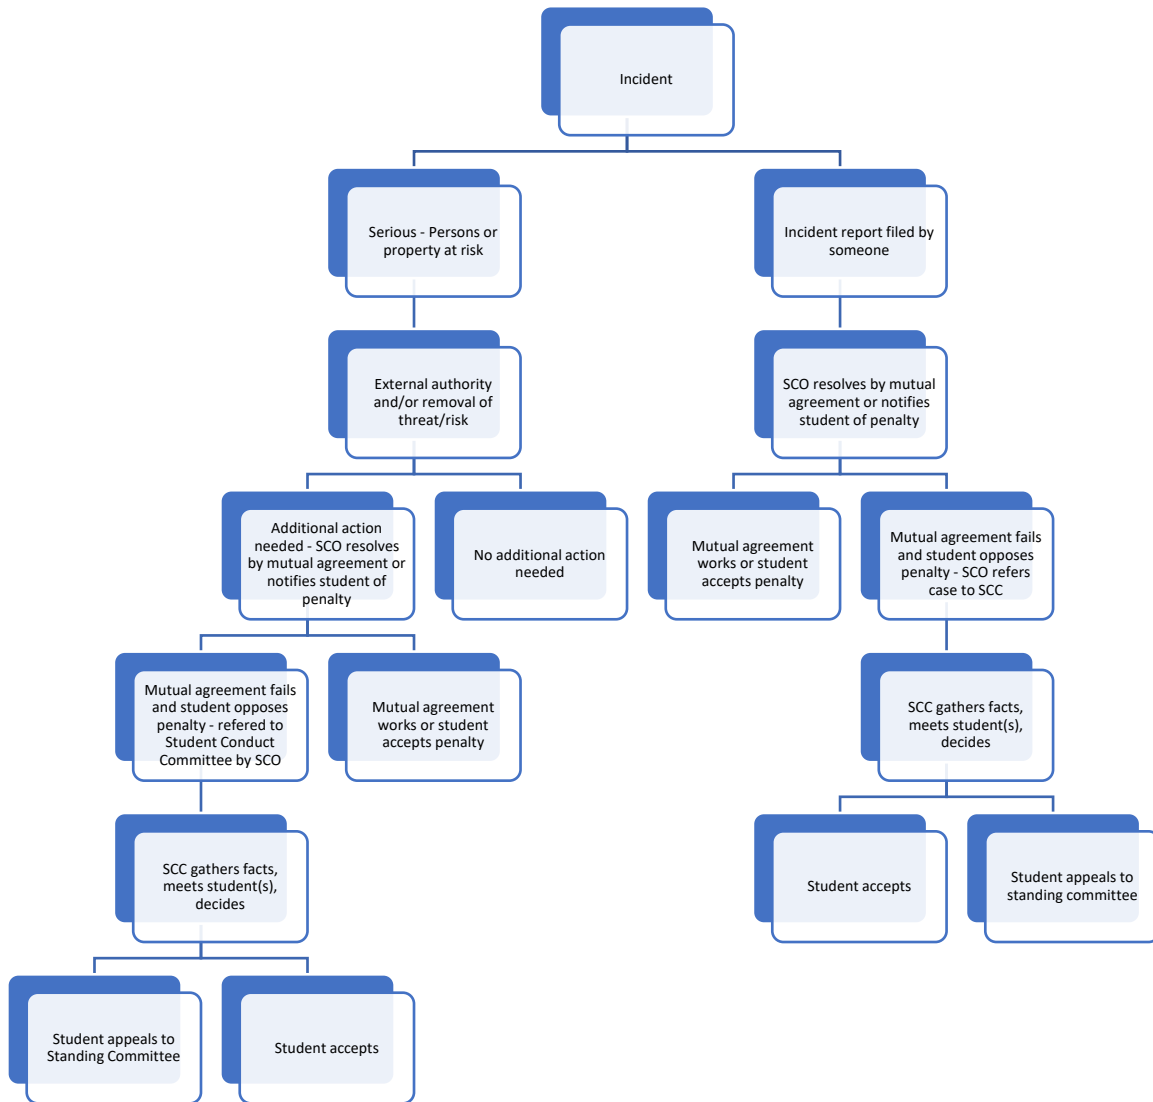 Incident
Serious - Persons or
property at risk
Incident report filed by
someone
External authority
and/or removal of
threat/risk
SCO resolves by mutual
agreement or notifies
student of penalty
Additional action
needed - SCO resolves
by mutual agreement or
notifies student of
penalty
No additional action
needed
Mutual agreement
works or student
accepts penalty
Mutual agreement fails
and student opposes
penalty - SCO refers
case to SCC
Mutual agreement fails
and student opposes
penalty - refered to
Student Conduct
Committee by SCO
Mutual agreement
works or student
accepts penalty
SCC gathers facts,
meets student(s),
decides
SCC gathers facts,
meets student(s),
decides
Student accepts
Student appeals to
standing committee
Student appeals to
Standing Committee
Student accepts